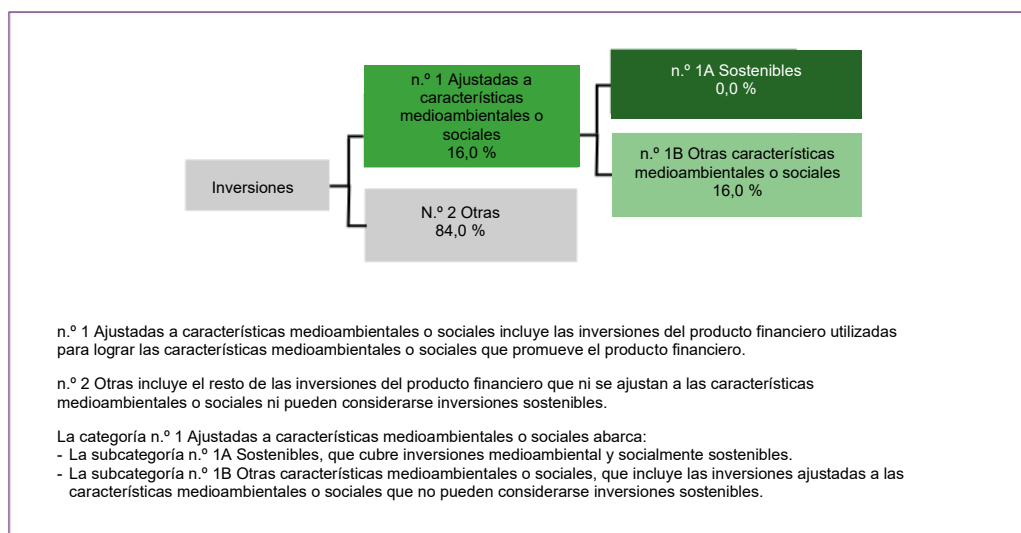 n.º 1A Sostenibles
0,0 %
n.º 1 Ajustadas a
características
medioambientales o
sociales
16,0 %
n.º 1B Otras características
medioambientales o sociales
16,0 %
Inversiones
N.º 2 Otras
84,0 %
n.º 1 Ajustadas a características medioambientales o sociales incluye las inversiones del producto financiero utilizadas
para lograr las características medioambientales o sociales que promueve el producto financiero.
n.º 2 Otras incluye el resto de las inversiones del producto financiero que ni se ajustan a las características
medioambientales o sociales ni pueden considerarse inversiones sostenibles.
La categoría n.º 1 Ajustadas a características medioambientales o sociales abarca:
- La subcategoría n.º 1A Sostenibles, que cubre inversiones medioambiental y socialmente sostenibles.
- La subcategoría n.º 1B Otras características medioambientales o sociales, que incluye las inversiones ajustadas a las
características medioambientales o sociales que no pueden considerarse inversiones sostenibles.